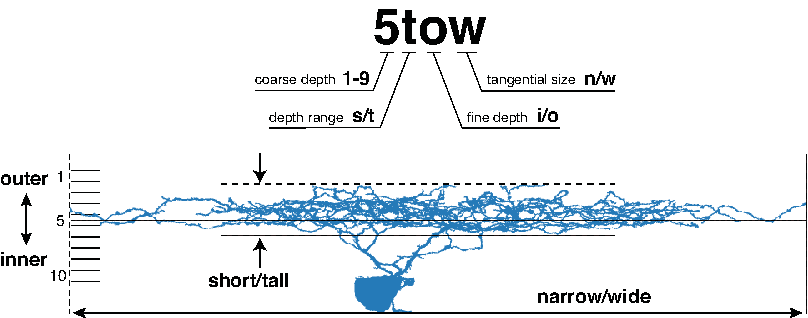 5tow
coarse depth 1-9
tangential size n/w
depth range s/t
fine depth i/o
outer
1
5
inner
10
short/tall
narrow/wide